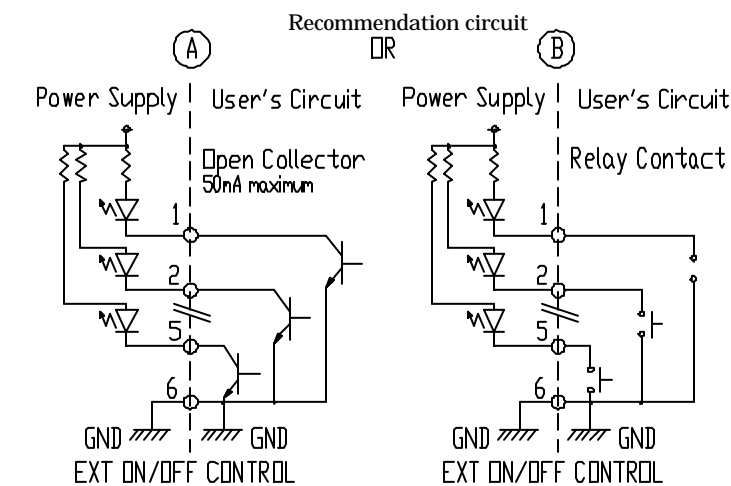 Recommendation circuit
A OR B
Power Supply User's Circuit Power Supply User's Circuit
Open Collector Relay Contact
50mA maximum
1 1
2 2
5 5
6 6
GND GND GND GND
EXT ON/OFF CONTROL EXT ON/OFF CONTROL